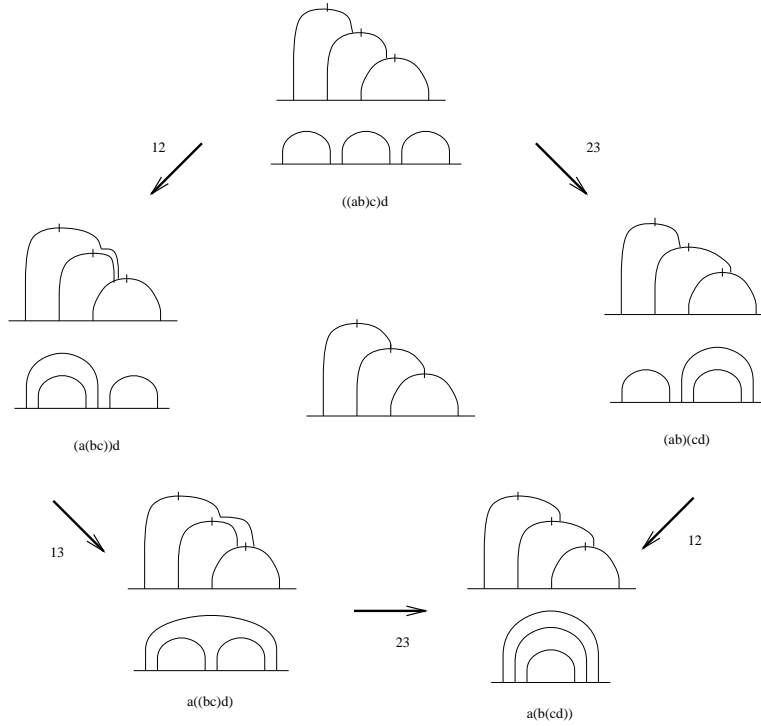 12
23
((ab)c)d
(a(bc))d
(ab)(cd)
13
12
23
a((bc)d)
a(b(cd))